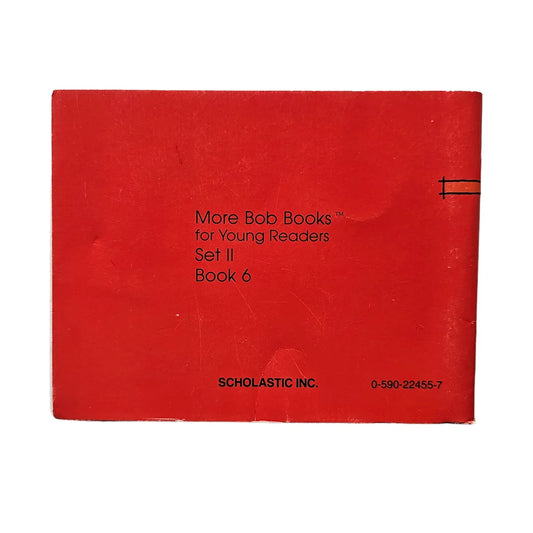 More Bob Books™
for Young Readers
Set II
Book 6
SCHOLASTIC INC. 0-590-22455-7